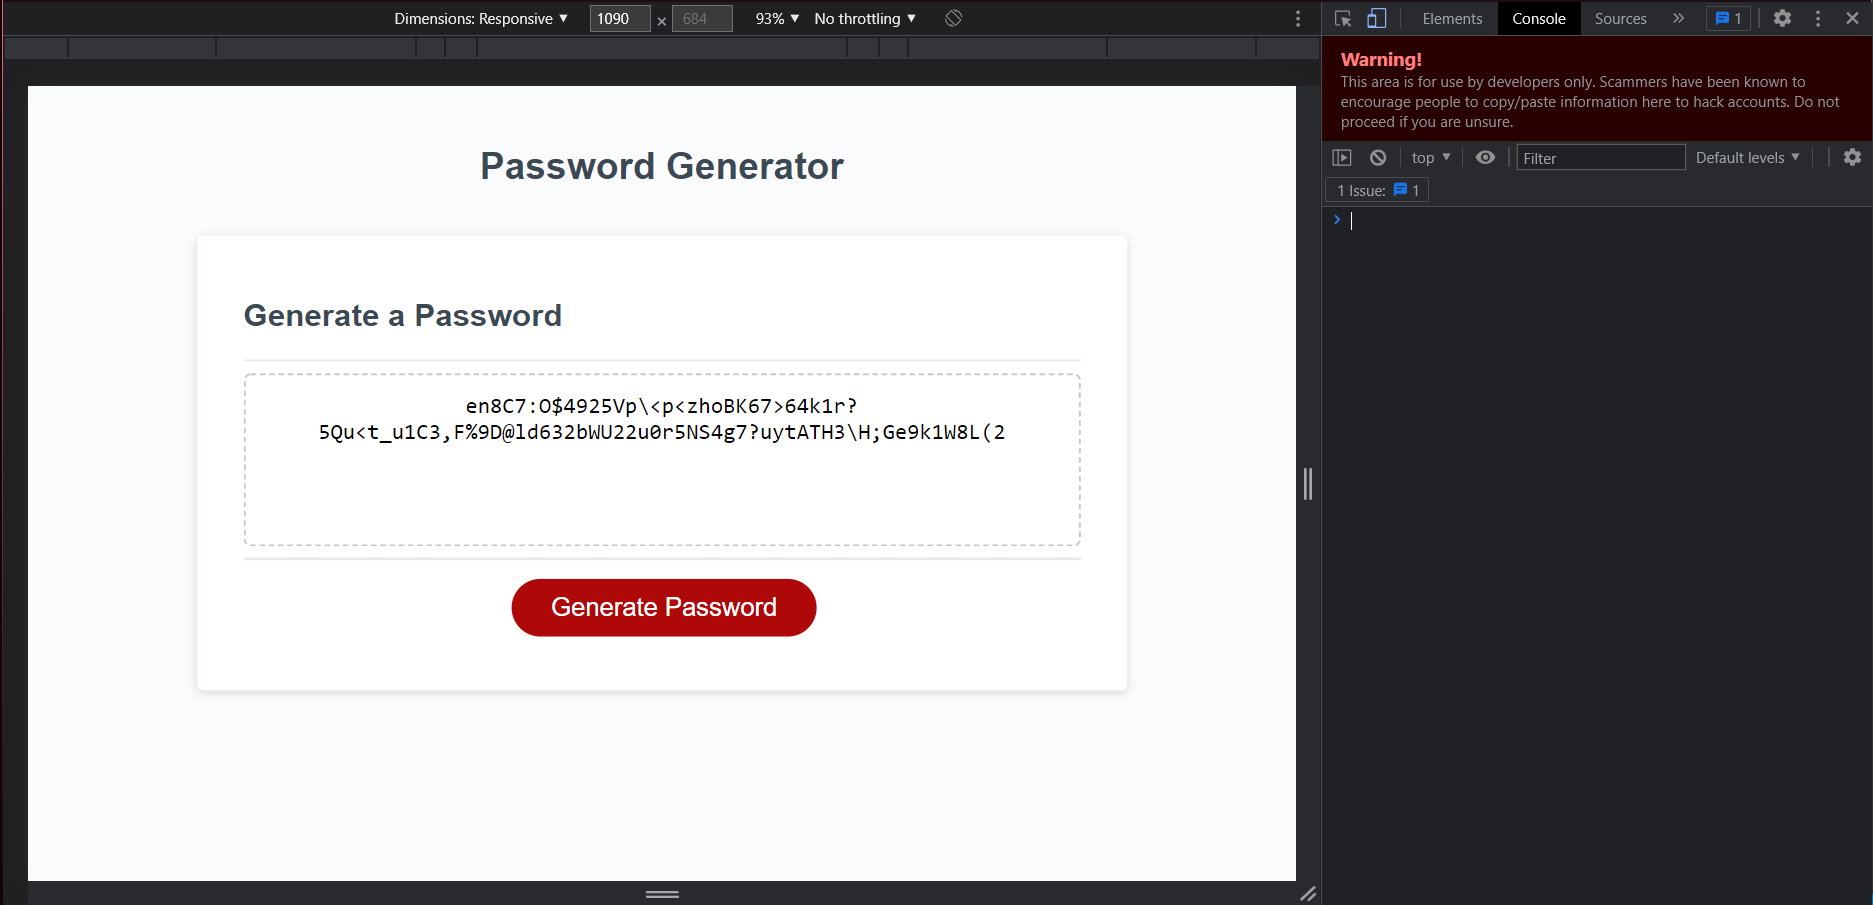 Dimensions: Responsive ▼ 1090 × 684 93% ▼ No throttling ▼
Elements Console Sources » 1
Warning!
This area is for use by developers only. Scammers have been known to
encourage people to copy/paste information here to hack accounts. Do not
proceed if you are unsure.
top ▼ Filter Default levels ▼
1 Issue: 1
>
Password Generator
Generate a Password
en8C7:O$4925Vp\<p<zhoBK67>64k1r?
5Qu<t_u1C3,F%9D@ld632bWU22u0r5NS4g7?uytATH3\H;Ge9k1W8L(2
Generate Password